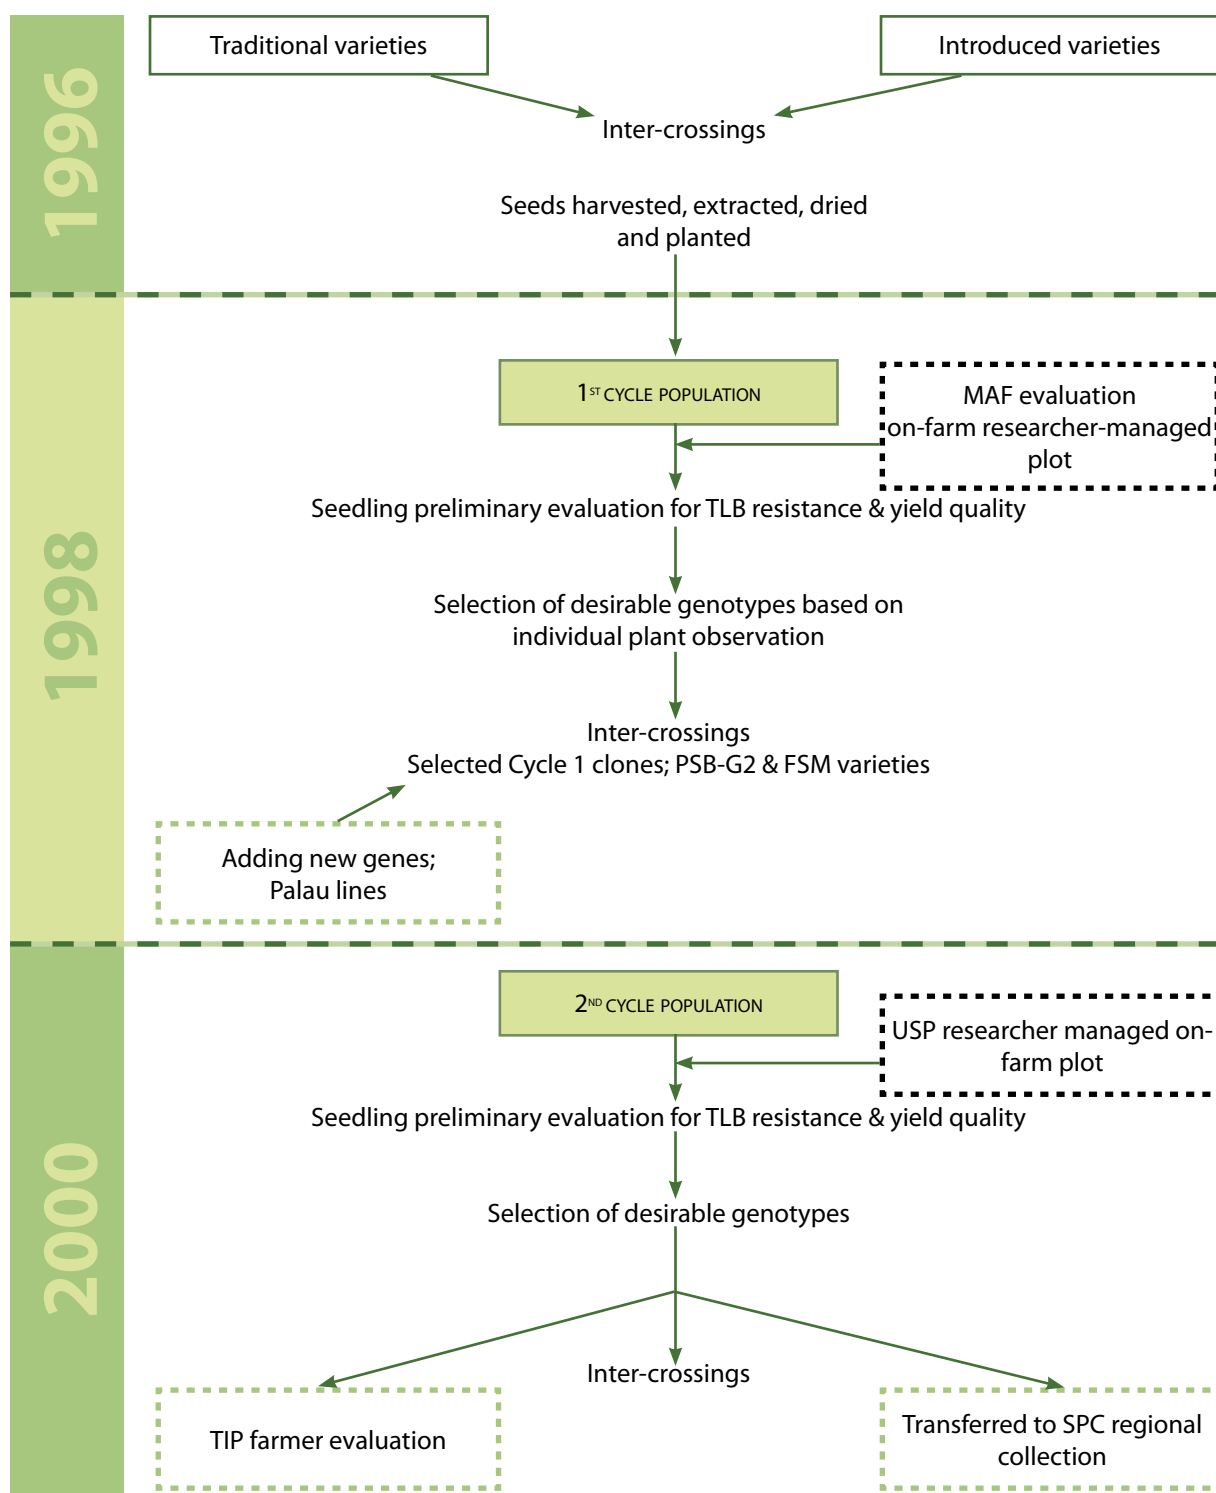 1996
Traditional varieties
Introduced varieties
Inter-crossings
Seeds harvested, extracted, dried
and planted
1998
1ST CYCLE POPULATION
MAF evaluation
on-farm researcher-managed
plot
Seedling preliminary evaluation for TLB resistance & yield quality
Selection of desirable genotypes based on
individual plant observation
Inter-crossings
Selected Cycle 1 clones; PSB-G2 & FSM varieties
Adding new genes;
Palau lines
2000
2ND CYCLE POPULATION
USP researcher managed on-
farm plot
Seedling preliminary evaluation for TLB resistance & yield quality
Selection of desirable genotypes
Inter-crossings
TIP farmer evaluation
Transferred to SPC regional
collection